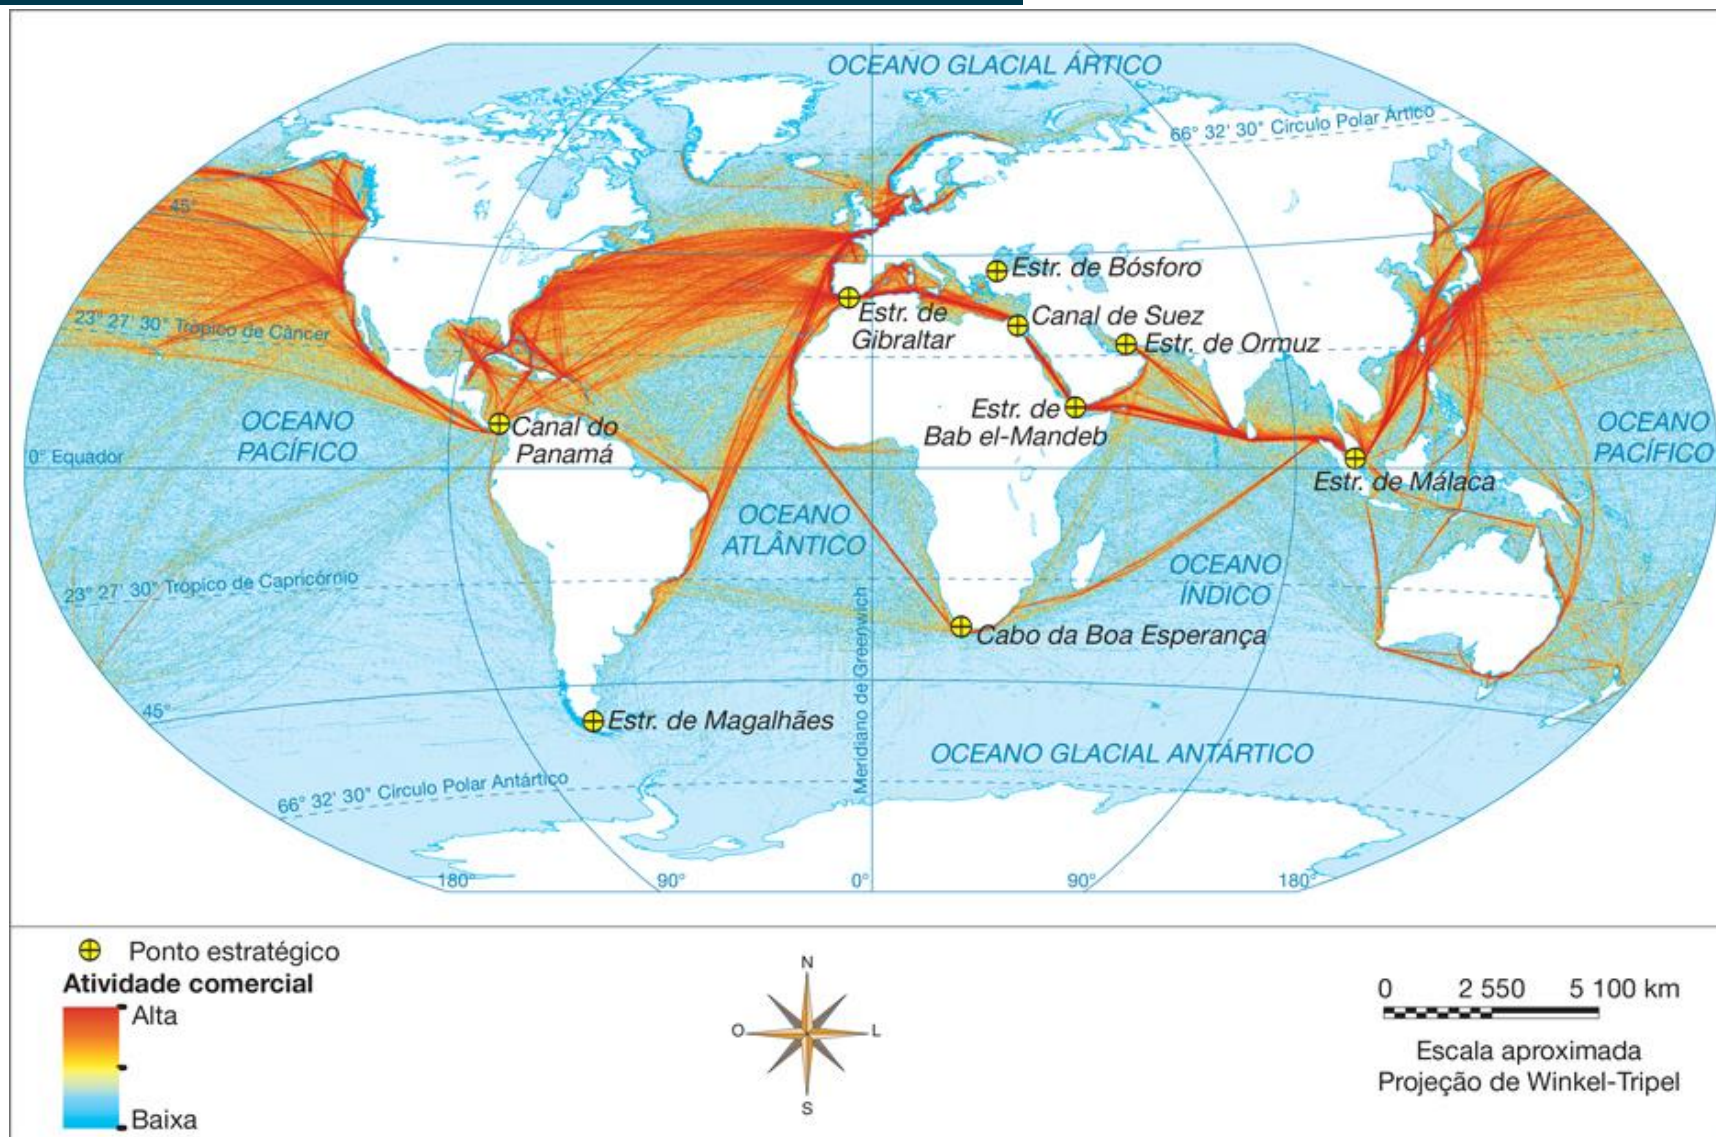 OCEANO GLACIAL ÁRTICO
66° 32' 30° Círculo Polar Ártico
45°
Estr. de Bósforo
Estr. de
Gibraltar
Canal de Suez
Estr. de Ormuz
23° 27' 30° Trópico de Câncer
OCEANO
PACÍFICO
Canal do
Panamá
Estr. de
Bab el-Mandeb
OCEANO
PACÍFICO
0° Equador
Estr. de Málaca
OCEANO
ATLÂNTICO
OCEANO
ÍNDICO
23° 27' 30° Trópico de Capricórnio
Meridiano de Greenwich
Cabo da Boa Esperança
45°
Estr. de Magalhães
OCEANO GLACIAL ANTÁRTICO
66° 32' 30° Círculo Polar Antártico
180°
90°
0°
90°
180°
Ponto estratégico
Atividade comercial
Alta
Baixa
N
O
L
S
0 2 550 5 100 km
Escala aproximada
Projeção de Winkel-Tripel